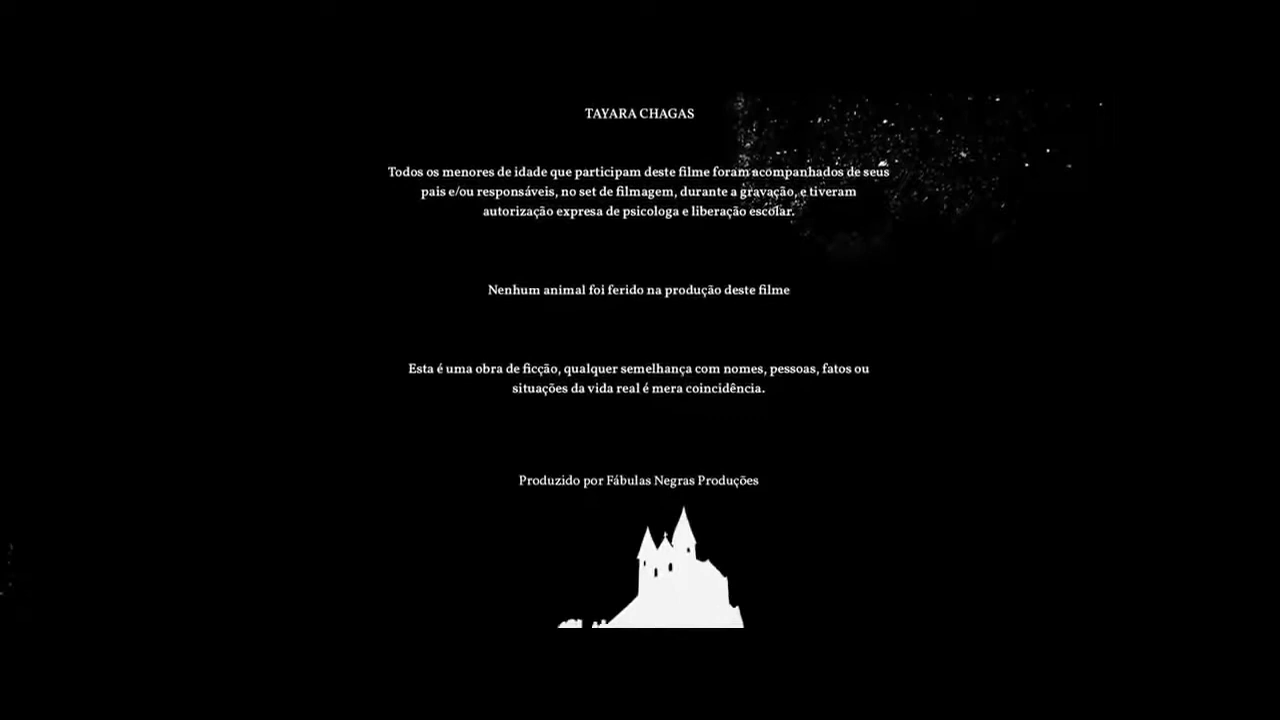 TAYARA CHAGAS
Todos os menores de idade que participam deste filme foram acompanhados de seus
pais e/ou responsáveis, no set de filmagem, durante a gravação, e tiveram
autorização expresa de psicologa e liberação escolar.
Nenhum animal foi ferido na produção deste filme
Esta é uma obra de ficção, qualquer semelhança com nomes, pessoas, fatos ou
situações da vida real é mera coincidência.
Produzido por Fábulas Negras Produções